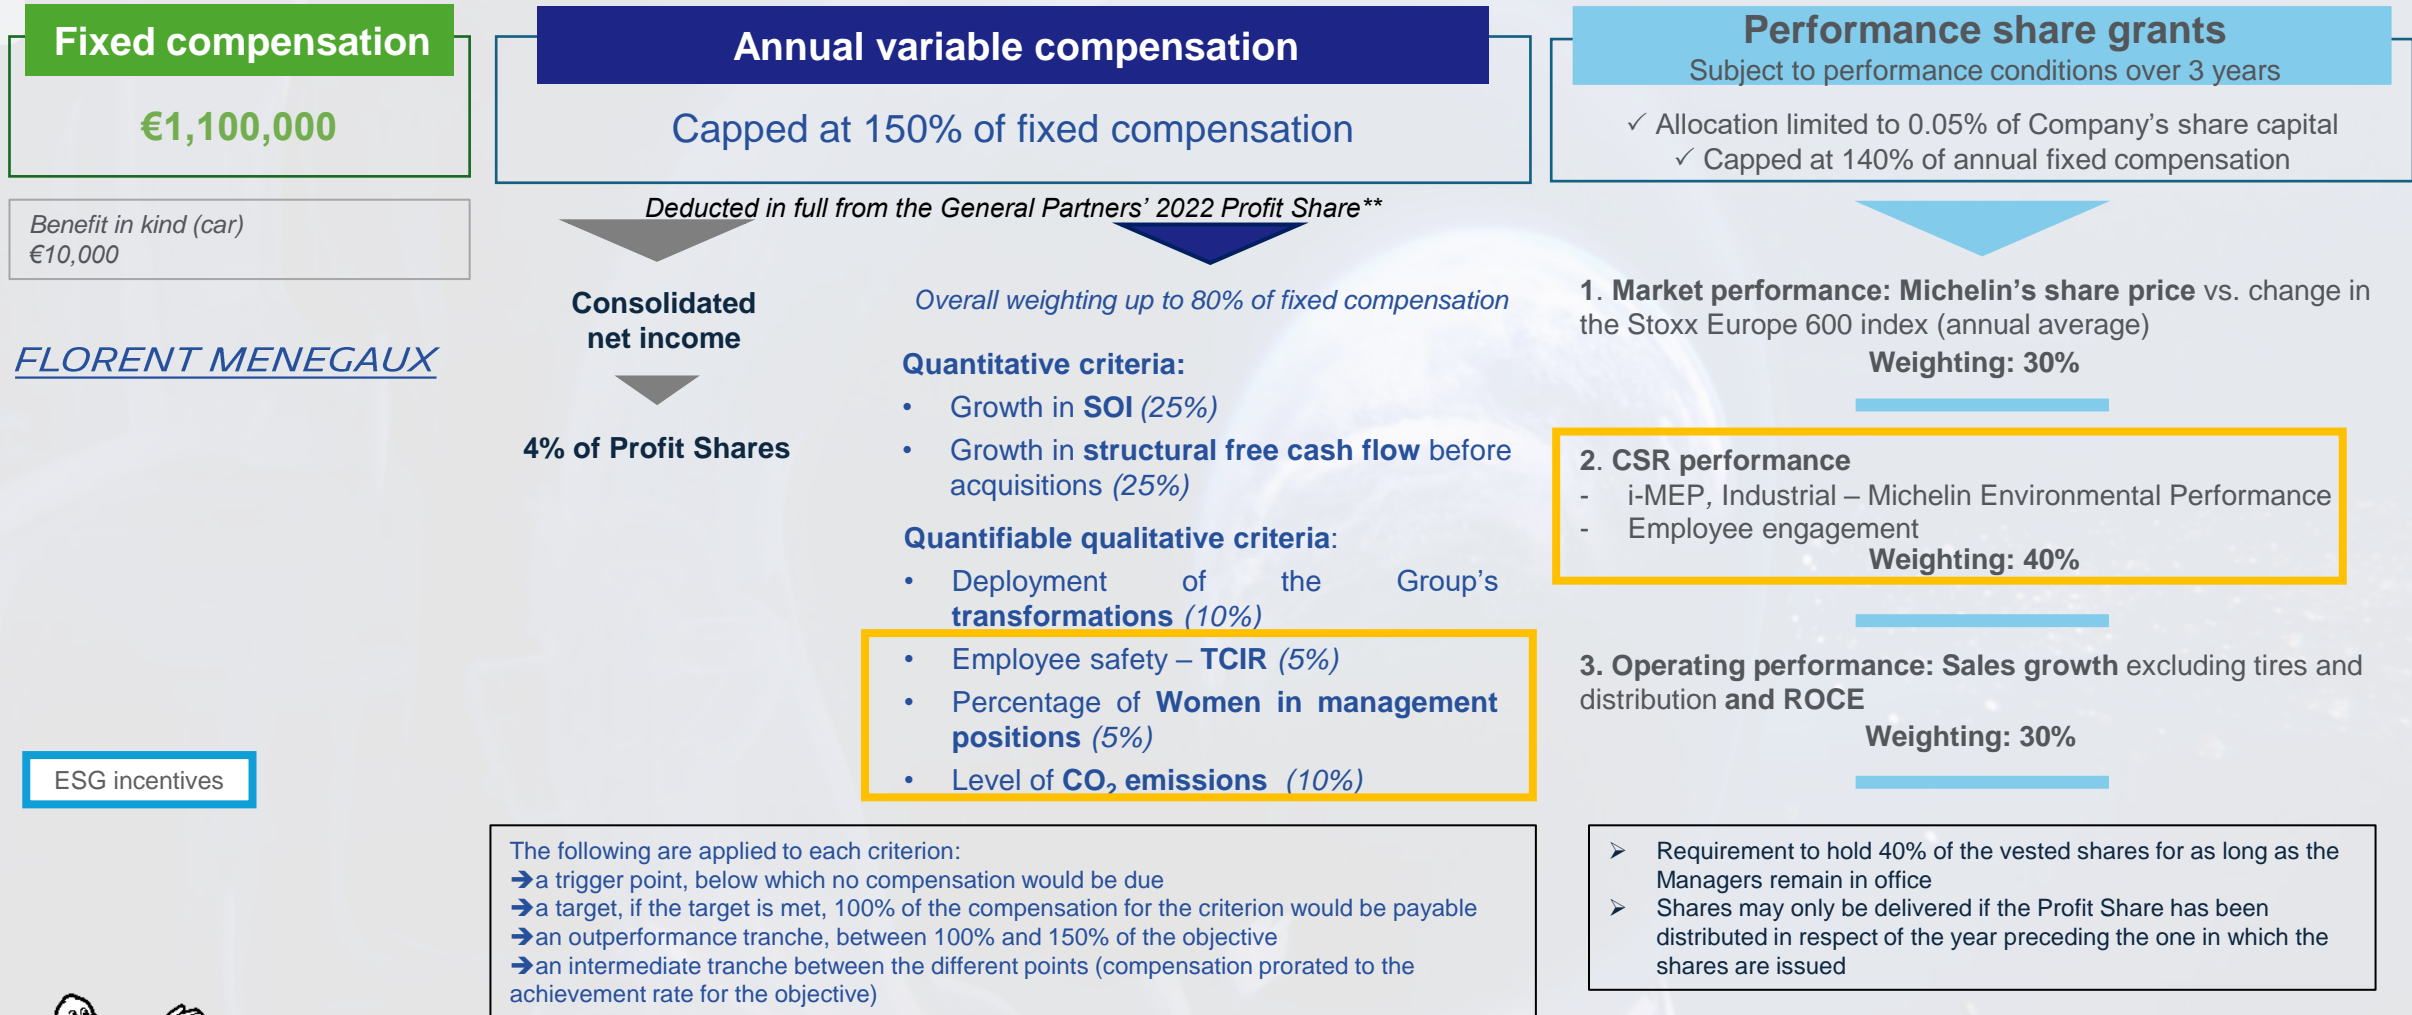 Fixed compensation
€1,100,000
Benefit in kind (car)
€10,000
FLORENT MENEGAUX
ESG incentives
Annual variable compensation
Capped at 150% of fixed compensation
Deducted in full from the General Partners’ 2022 Profit Share**
Consolidated
net income
4% of Profit Shares
Overall weighting up to 80% of fixed compensation
Quantitative criteria:
• Growth in SOI (25%)
• Growth in structural free cash flow before
acquisitions (25%)
Quantifiable qualitative criteria:
• Deployment of the Group’s
transformations (10%)
• Employee safety – TCIR (5%)
• Percentage of Women in management
positions (5%)
• Level of CO₂ emissions (10%)
The following are applied to each criterion:
➔a trigger point, below which no compensation would be due
➔a target, if the target is met, 100% of the compensation for the criterion would be payable
➔an outperformance tranche, between 100% and 150% of the objective
➔an intermediate tranche between the different points (compensation prorated to the
achievement rate for the objective)
Performance share grants
Subject to performance conditions over 3 years
✓ Allocation limited to 0.05% of Company’s share capital
✓ Capped at 140% of annual fixed compensation
1. Market performance: Michelin’s share price vs. change in
the Stoxx Europe 600 index (annual average)
Weighting: 30%
2. CSR performance
- i-MEP, Industrial – Michelin Environmental Performance
- Employee engagement
Weighting: 40%
3. Operating performance: Sales growth excluding tires and
distribution and ROCE
Weighting: 30%
➢ Requirement to hold 40% of the vested shares for as long as the
Managers remain in office
➢ Shares may only be delivered if the Profit Share has been
distributed in respect of the year preceding the one in which the
shares are issued